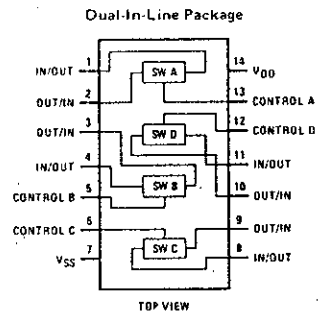 Dual-In-Line Package
IN/OUT 1
OUT/IN 2
OUT/IN 3
IN/OUT 4
CONTROL B 5
CONTROL C 6
VSS 7
SW A
SW D
SW B
SW C
14 VDD
13 CONTROL A
12 CONTROL D
11 IN/OUT
10 OUT/IN
9 OUT/IN
8 IN/OUT
TOP VIEW